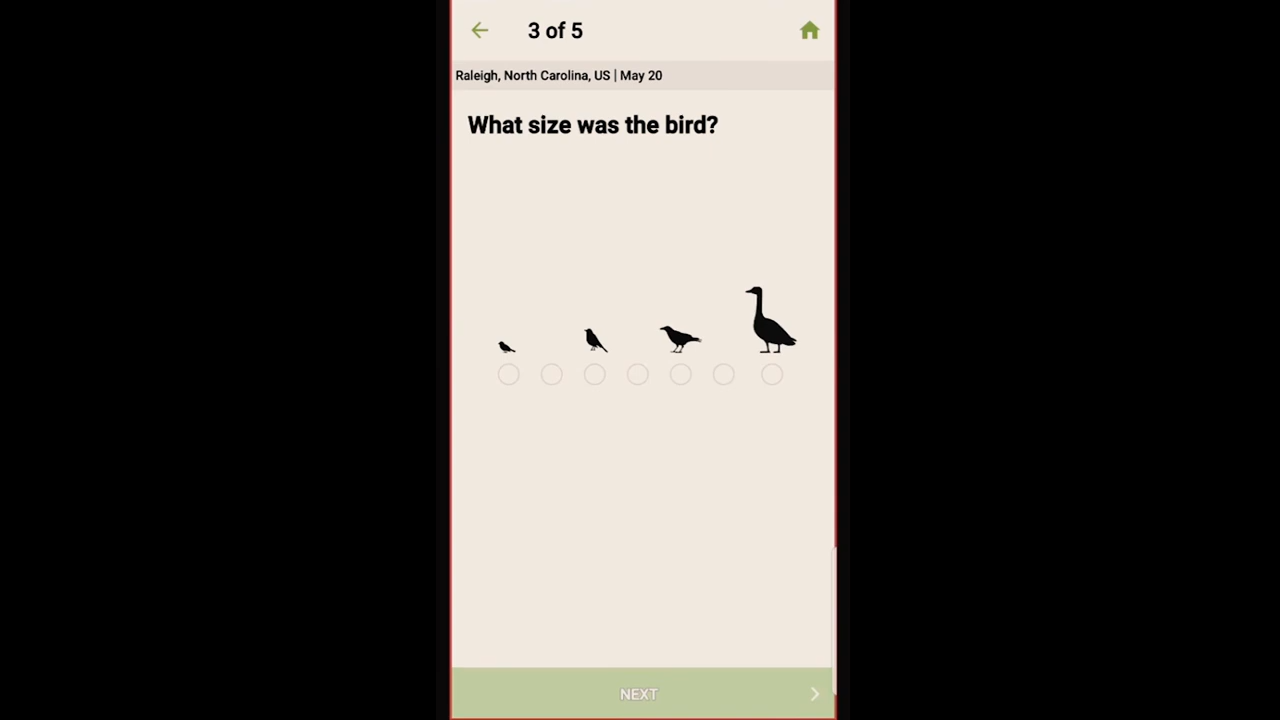 3 of 5
Raleigh, North Carolina, US | May 20
What size was the bird?
NEXT